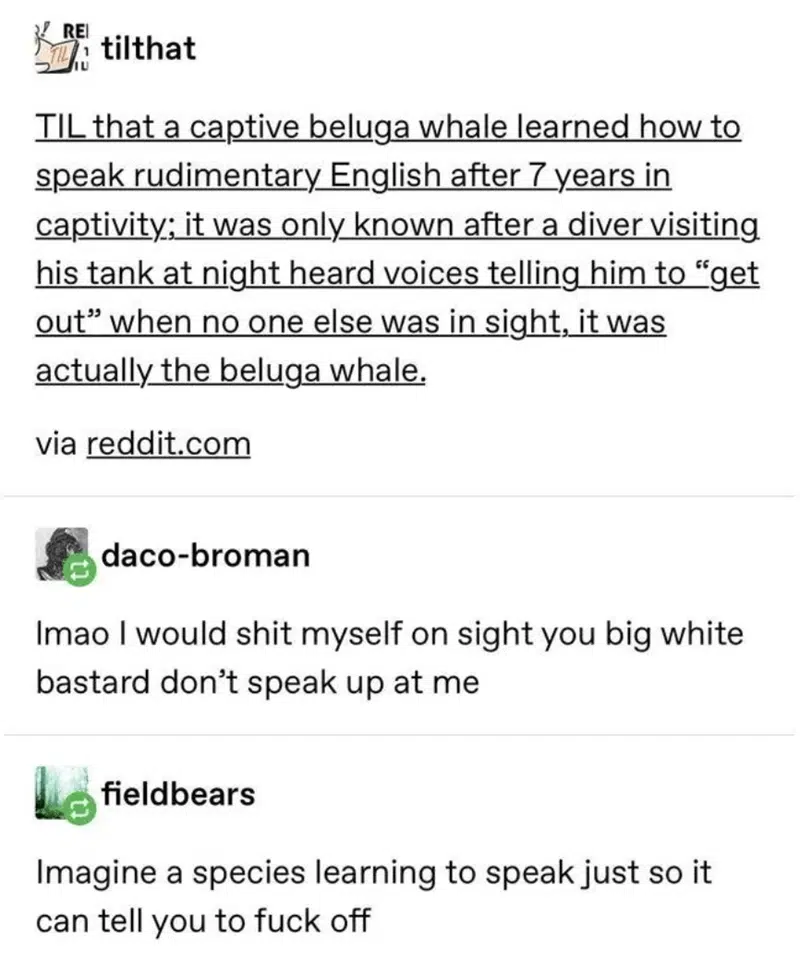 REI
TIL
tilthat
TIL that a captive beluga whale learned how to
speak rudimentary English after 7 years in
captivity; it was only known after a diver visiting
his tank at night heard voices telling him to “get
out” when no one else was in sight, it was
actually the beluga whale.
via reddit.com
daco-broman
lmao I would shit myself on sight you big white
bastard don’t speak up at me
fieldbears
Imagine a species learning to speak just so it
can tell you to fuck off